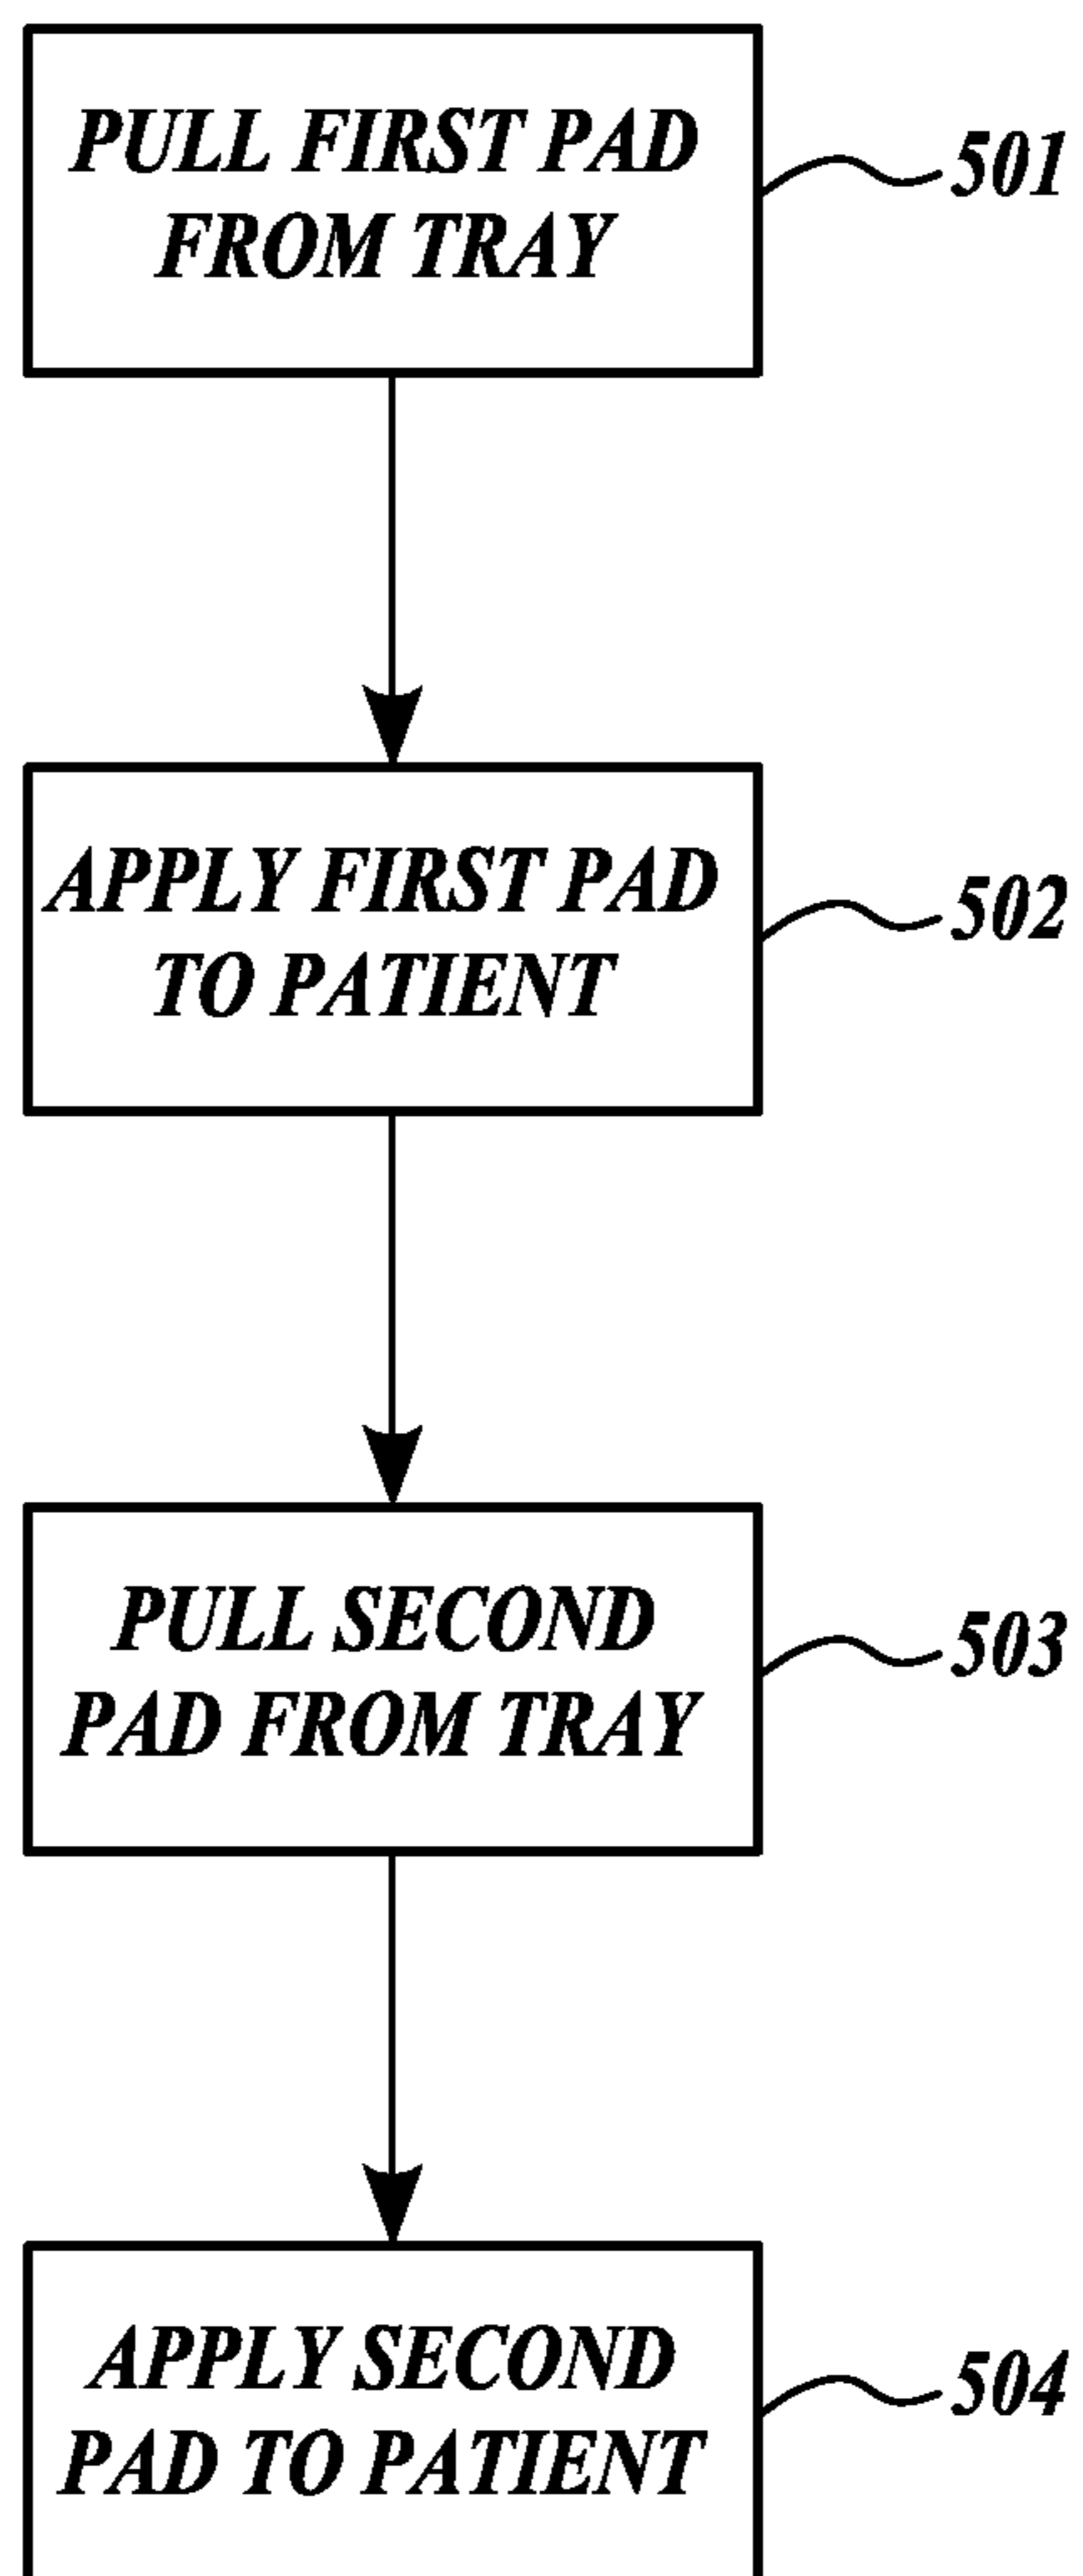 PULL FIRST PAD
FROM TRAY
501
APPLY FIRST PAD
TO PATIENT
502
PULL SECOND
PAD FROM TRAY
503
APPLY SECOND
PAD TO PATIENT
504